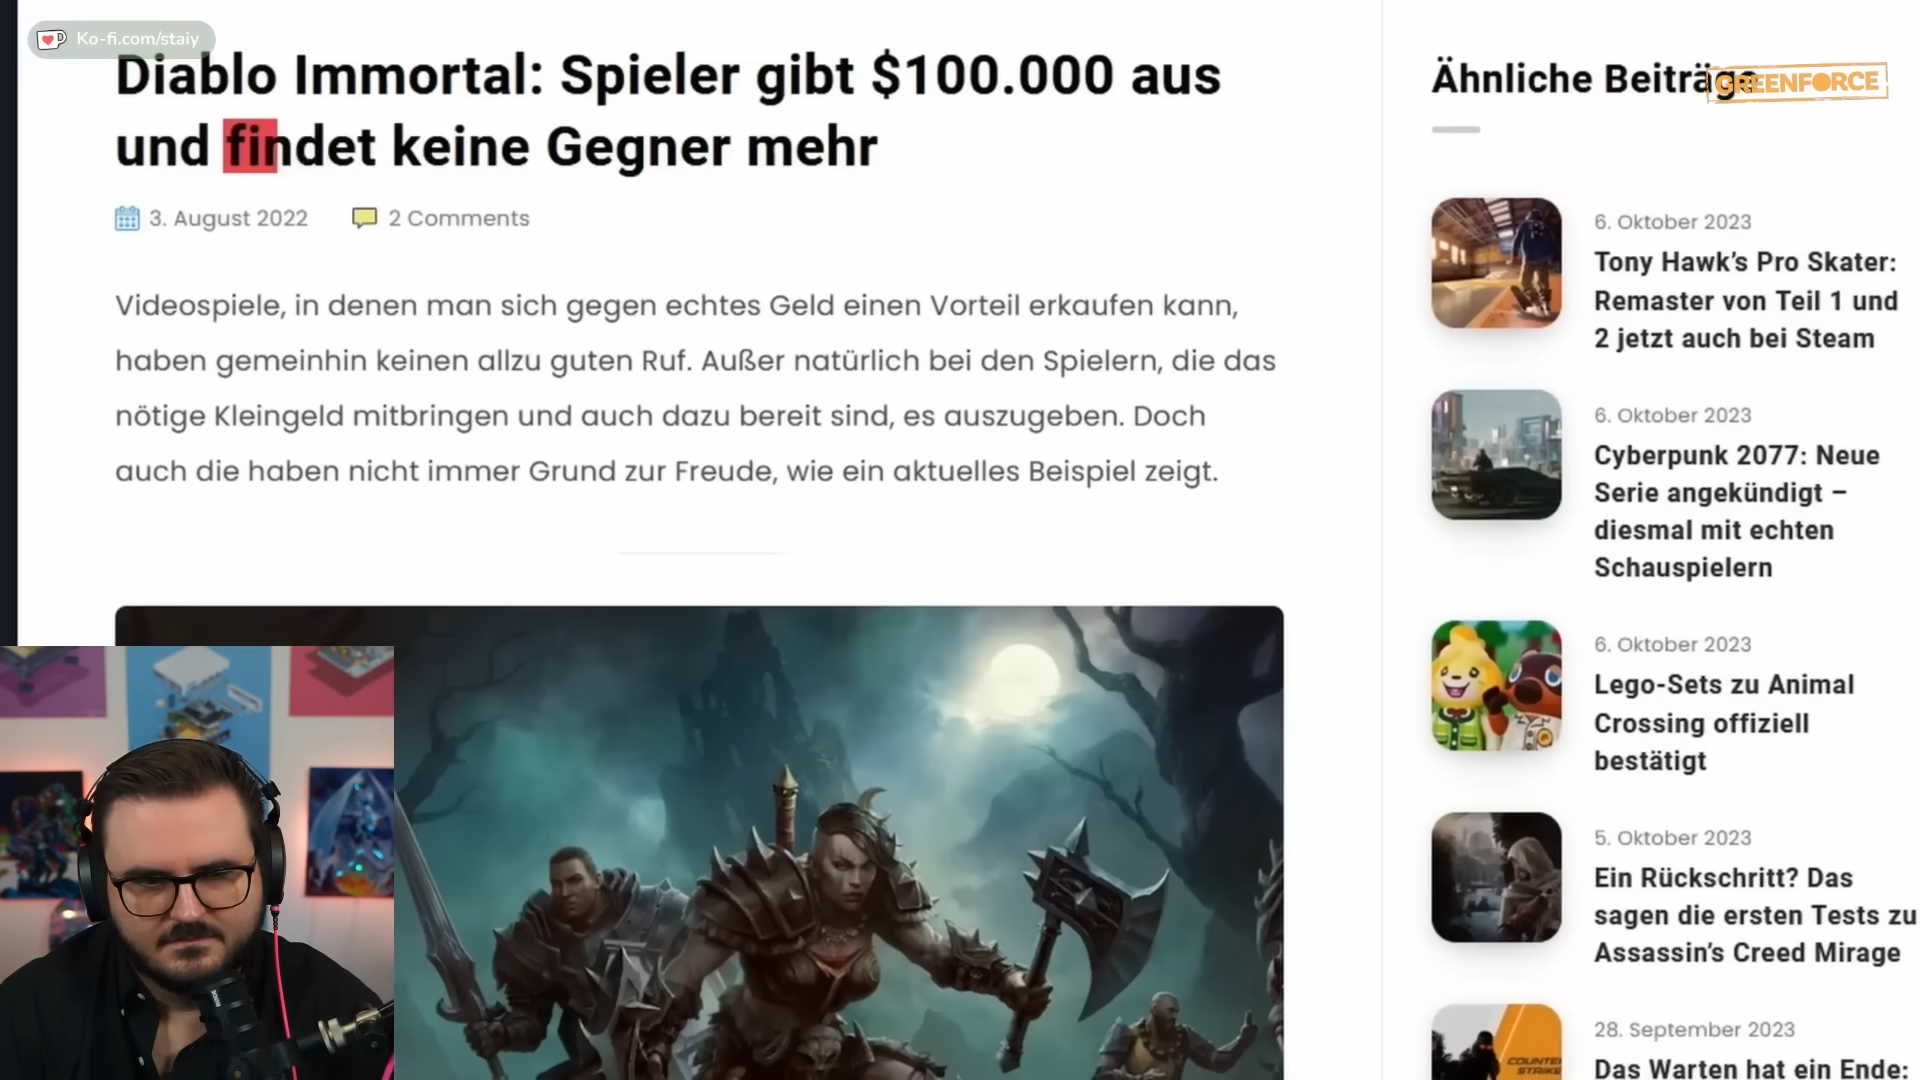 Ko-fi.com/staiy
Diablo Immortal: Spieler gibt $100.000 aus
und findet keine Gegner mehr
3. August 2022
2 Comments
Videospiele, in denen man sich gegen echtes Geld einen Vorteil erkaufen kann,
haben gemeinhin keinen allzu guten Ruf. Außer natürlich bei den Spielern, die das
nötige Kleingeld mitbringen und auch dazu bereit sind, es auszugeben. Doch
auch die haben nicht immer Grund zur Freude, wie ein aktuelles Beispiel zeigt.
Ähnliche Beiträge
GREENFORCE
6. Oktober 2023
Tony Hawk’s Pro Skater:
Remaster von Teil 1 und
2 jetzt auch bei Steam
6. Oktober 2023
Cyberpunk 2077: Neue
Serie angekündigt –
diesmal mit echten
Schauspielern
6. Oktober 2023
Lego-Sets zu Animal
Crossing offiziell
bestätigt
5. Oktober 2023
Ein Rückschritt? Das
sagen die ersten Tests zu
Assassin’s Creed Mirage
28. September 2023
Das Warten hat ein Ende:
COUNTER
STRIKE